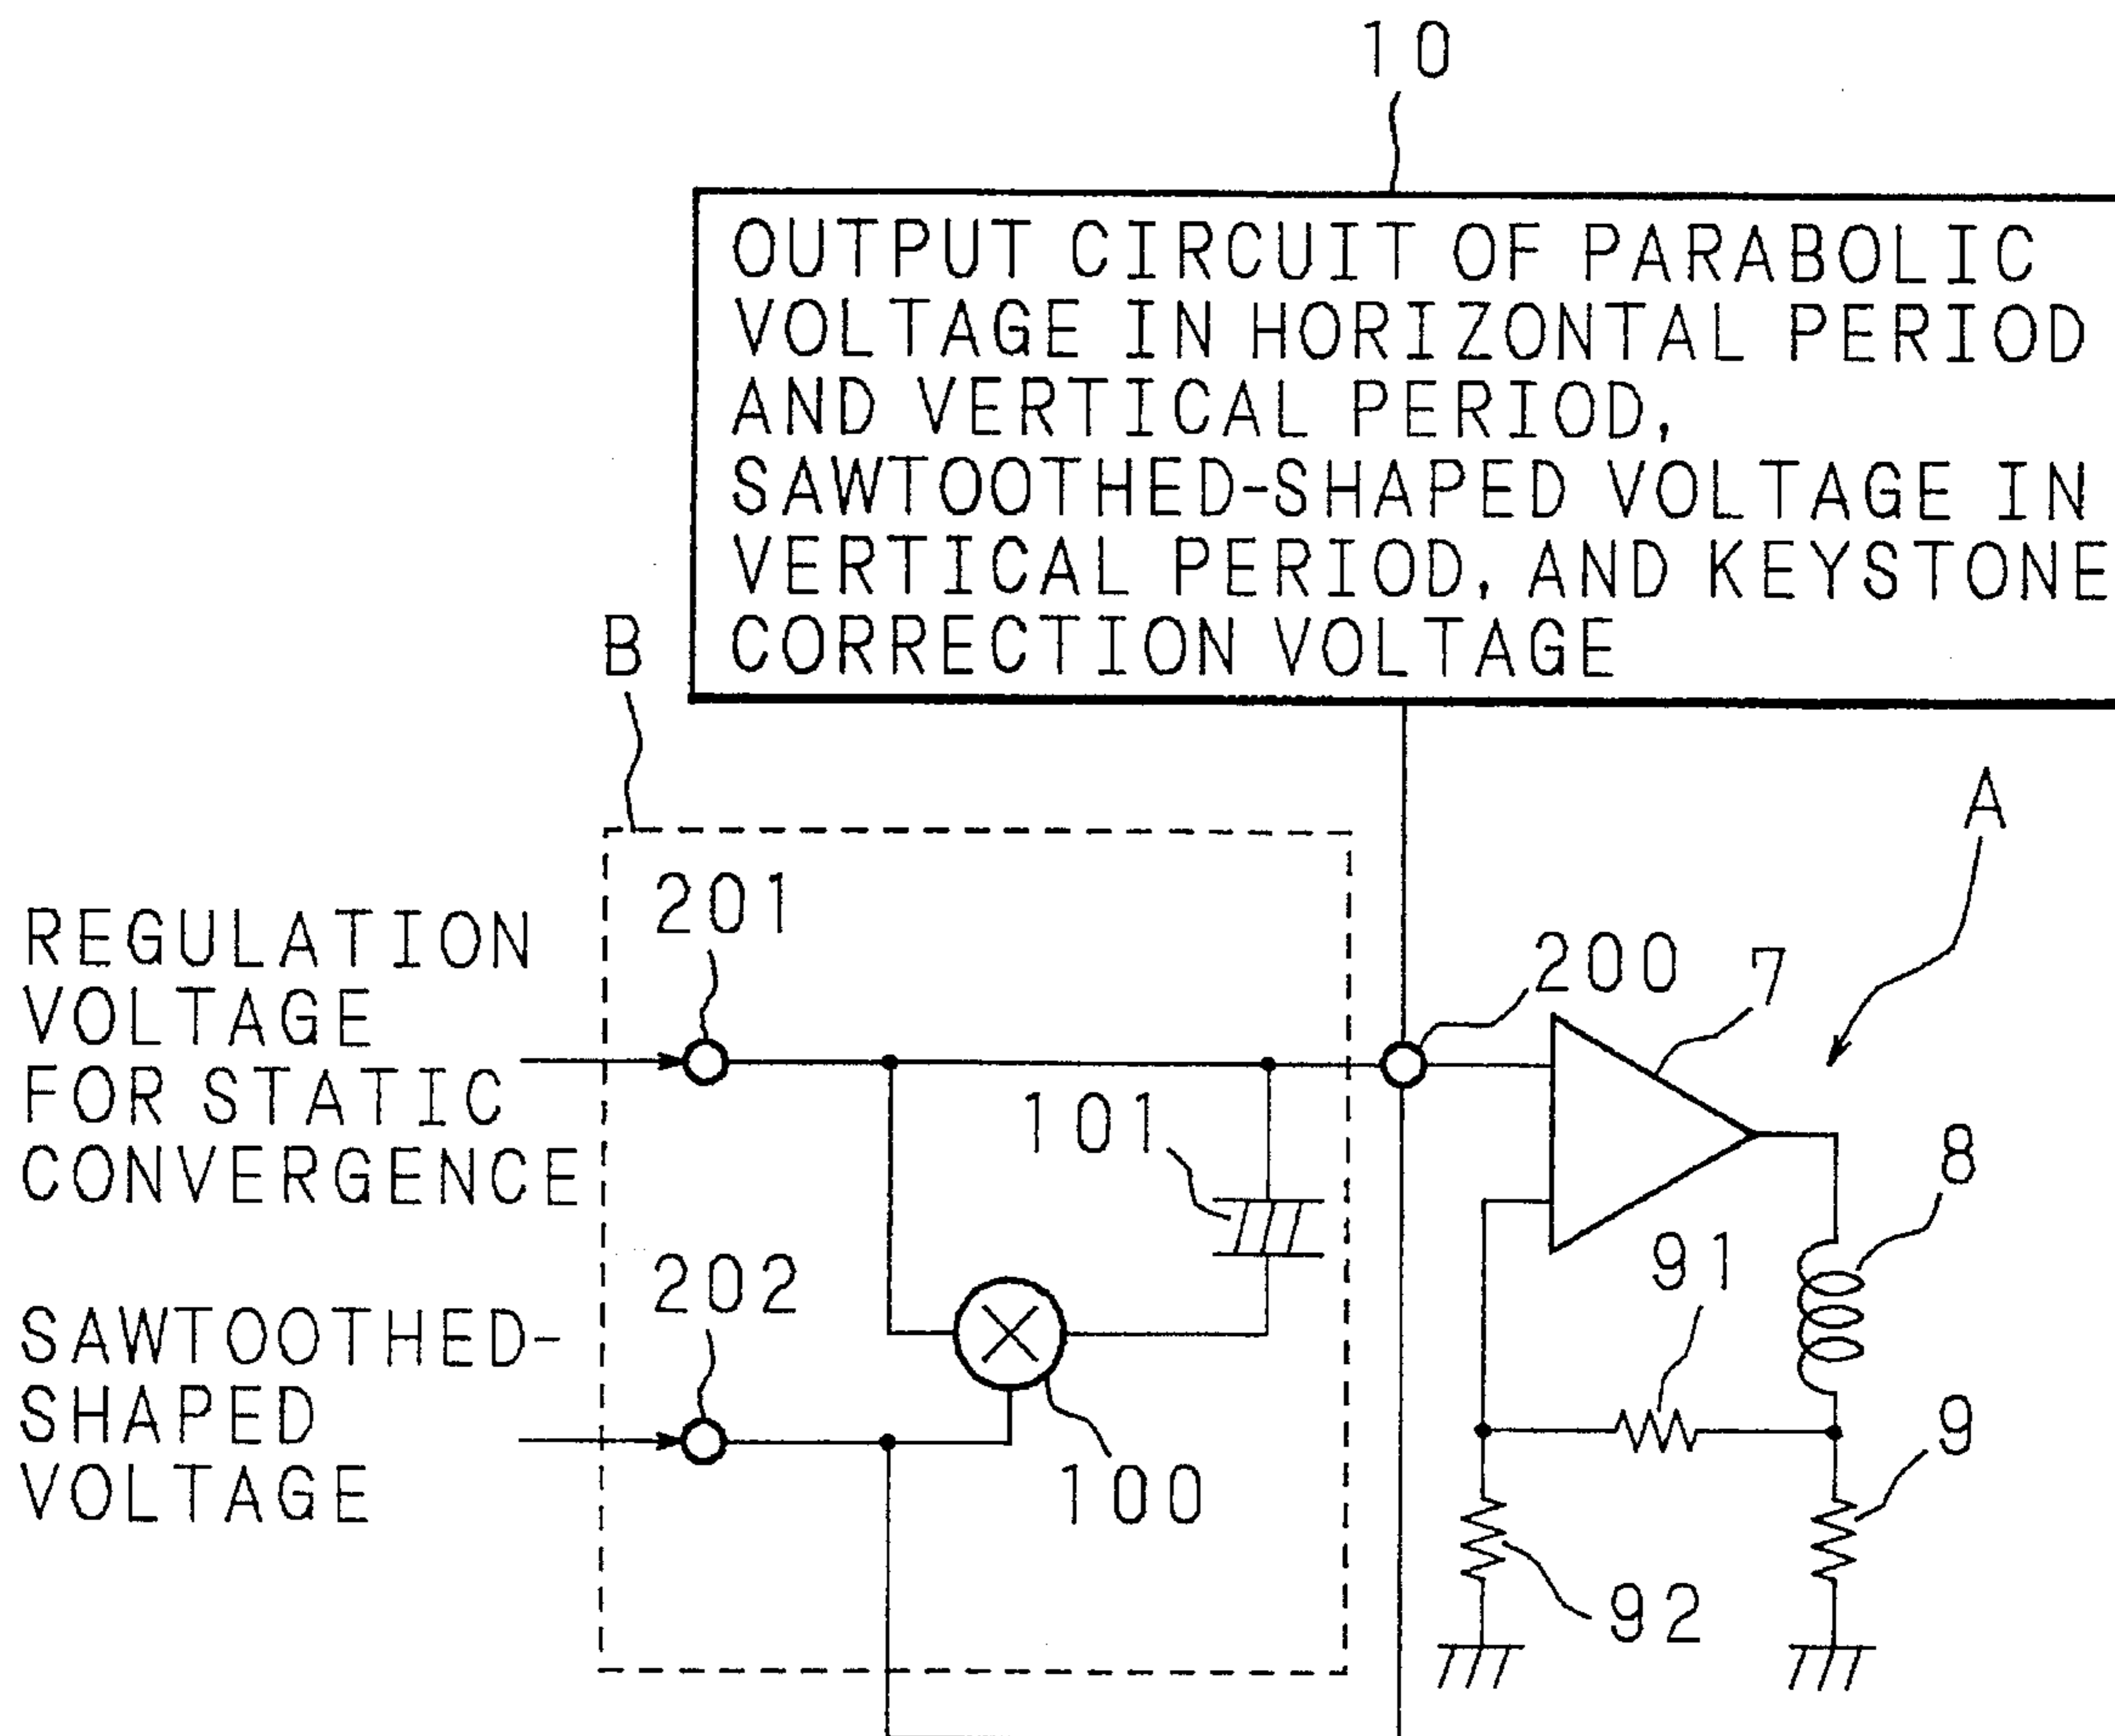 10
OUTPUT CIRCUIT OF PARABOLIC
VOLTAGE IN HORIZONTAL PERIOD
AND VERTICAL PERIOD,
SAWTOOTHED-SHAPED VOLTAGE IN
VERTICAL PERIOD, AND KEYSTONE
CORRECTION VOLTAGE
B
A
201
REGULATION
VOLTAGE
FOR STATIC
CONVERGENCE
200
7
101
8
202
91
SAWTOOTHED-
SHAPED
VOLTAGE
9
100
92